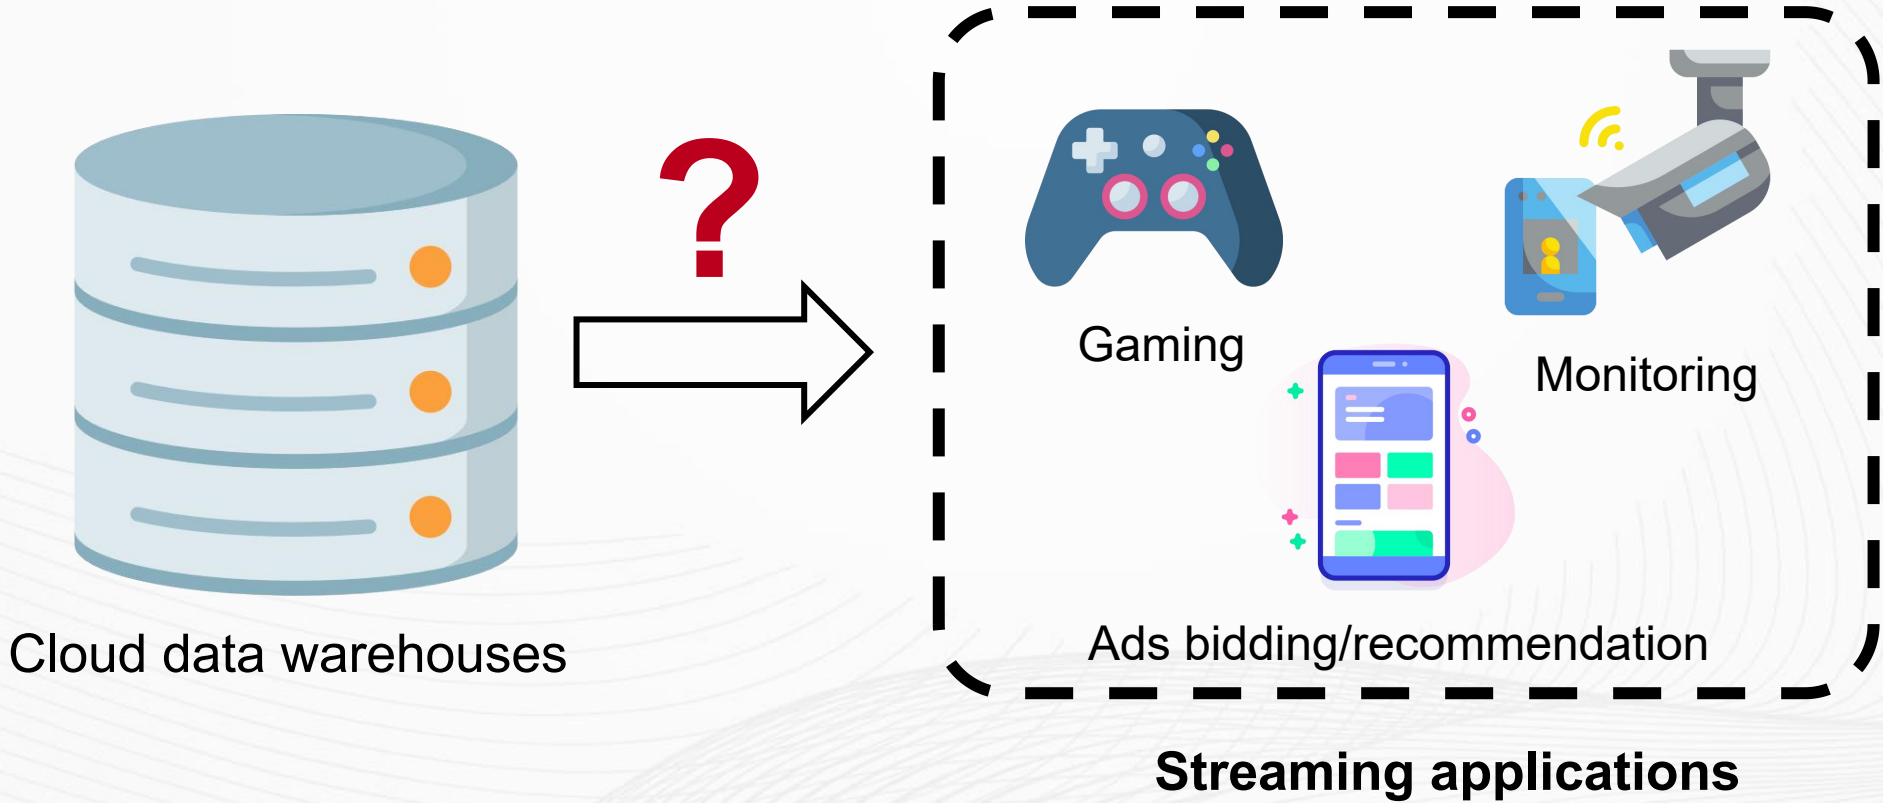 ?
Gaming
Monitoring
Cloud data warehouses
Ads bidding/recommendation
Streaming applications